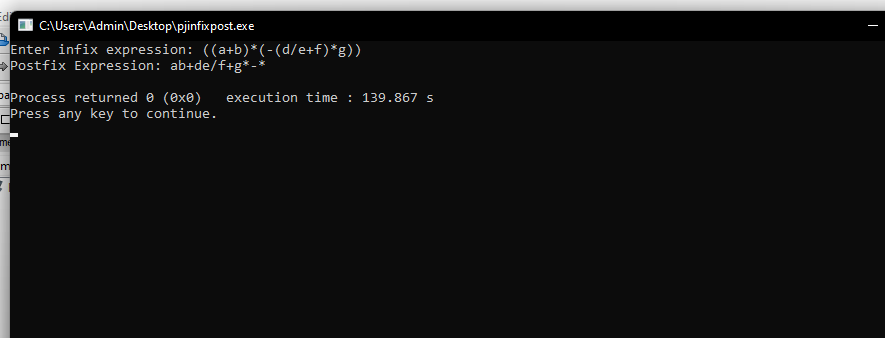 Edi
C:\Users\Admin\Desktop\pjinfixpost.exe
Enter infix expression: ((a+b)*(-(d/e+f)*g))
Postfix Expression: ab+de/f+g*-*
Process returned 0 (0x0)   execution time : 139.867 s
Press any key to continue.